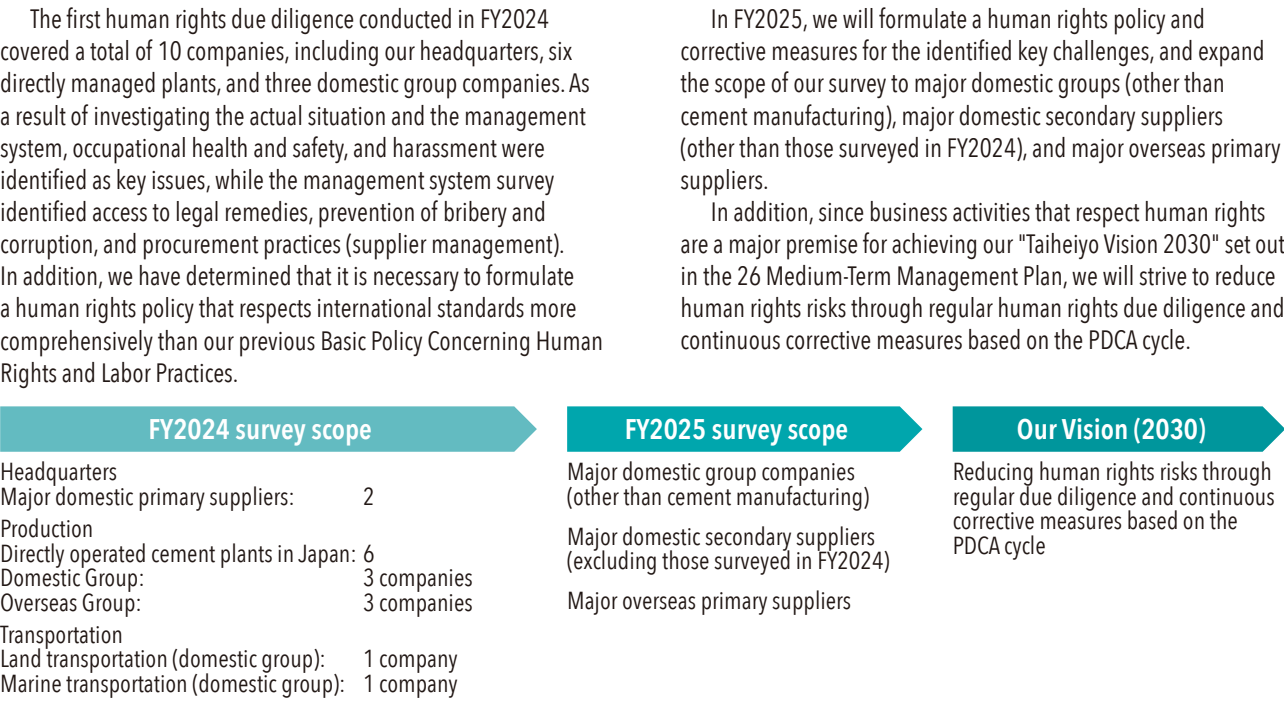 The first human rights due diligence conducted in FY2024
covered a total of 10 companies, including our headquarters, six
directly managed plants, and three domestic group companies. As
a result of investigating the actual situation and the management
system, occupational health and safety, and harassment were
identified as key issues, while the management system survey
identified access to legal remedies, prevention of bribery and
corruption, and procurement practices (supplier management).
In addition, we have determined that it is necessary to formulate
a human rights policy that respects international standards more
comprehensively than our previous Basic Policy Concerning Human
Rights and Labor Practices.
In FY2025, we will formulate a human rights policy and
corrective measures for the identified key challenges, and expand
the scope of our survey to major domestic groups (other than
cement manufacturing), major domestic secondary suppliers
(other than those surveyed in FY2024), and major overseas primary
suppliers.
In addition, since business activities that respect human rights
are a major premise for achieving our "Taiheiyo Vision 2030" set out
in the 26 Medium-Term Management Plan, we will strive to reduce
human rights risks through regular human rights due diligence and
continuous corrective measures based on the PDCA cycle.
FY2024 survey scope
Headquarters
Major domestic primary suppliers: 2
Production
Directly operated cement plants in Japan: 6
Domestic Group: 3 companies
Overseas Group: 3 companies
Transportation
Land transportation (domestic group): 1 company
Marine transportation (domestic group): 1 company
FY2025 survey scope
Major domestic group companies
(other than cement manufacturing)
Major domestic secondary suppliers
(excluding those surveyed in FY2024)
Major overseas primary suppliers
Our Vision (2030)
Reducing human rights risks through
regular due diligence and continuous
corrective measures based on the
PDCA cycle